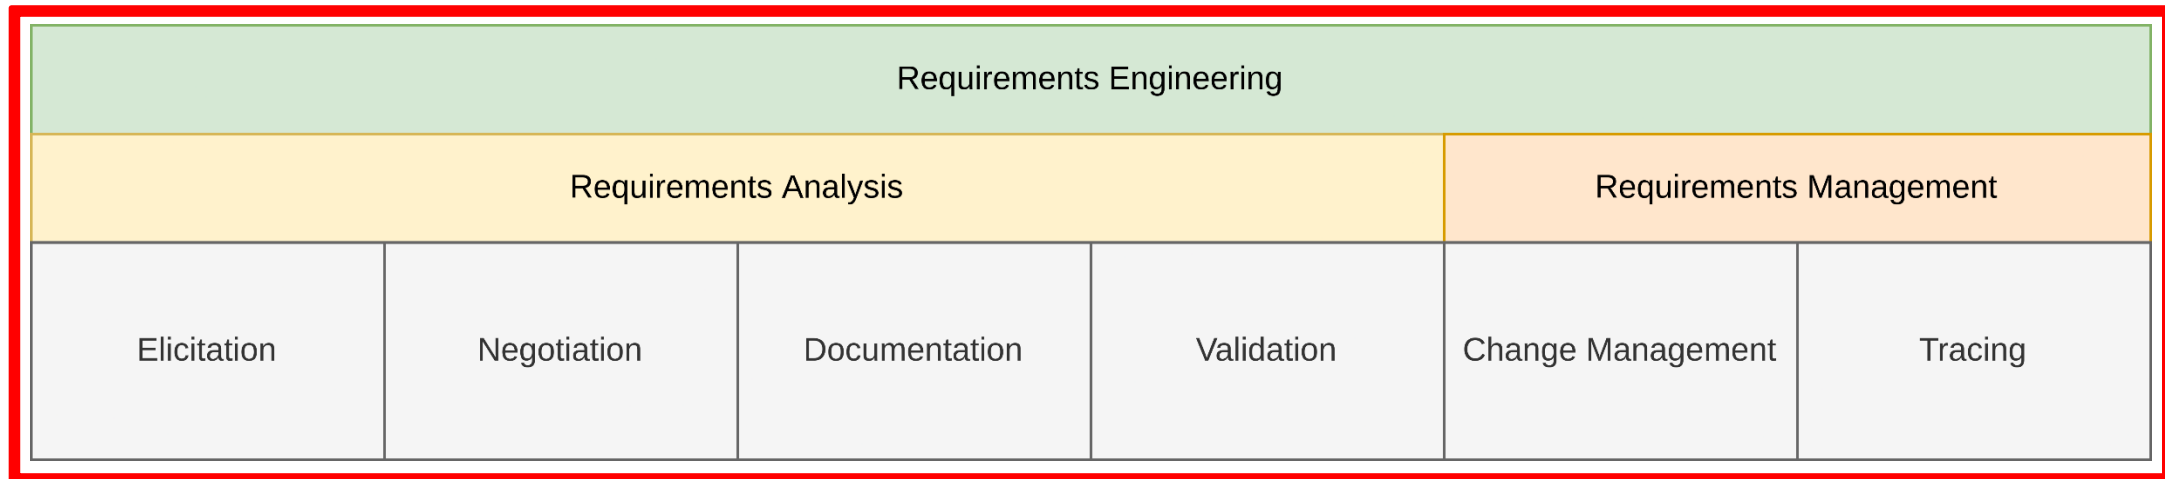 Requirements Engineering
Requirements Analysis
Requirements Management
Elicitation
Negotiation
Documentation
Validation
Change Management
Tracing